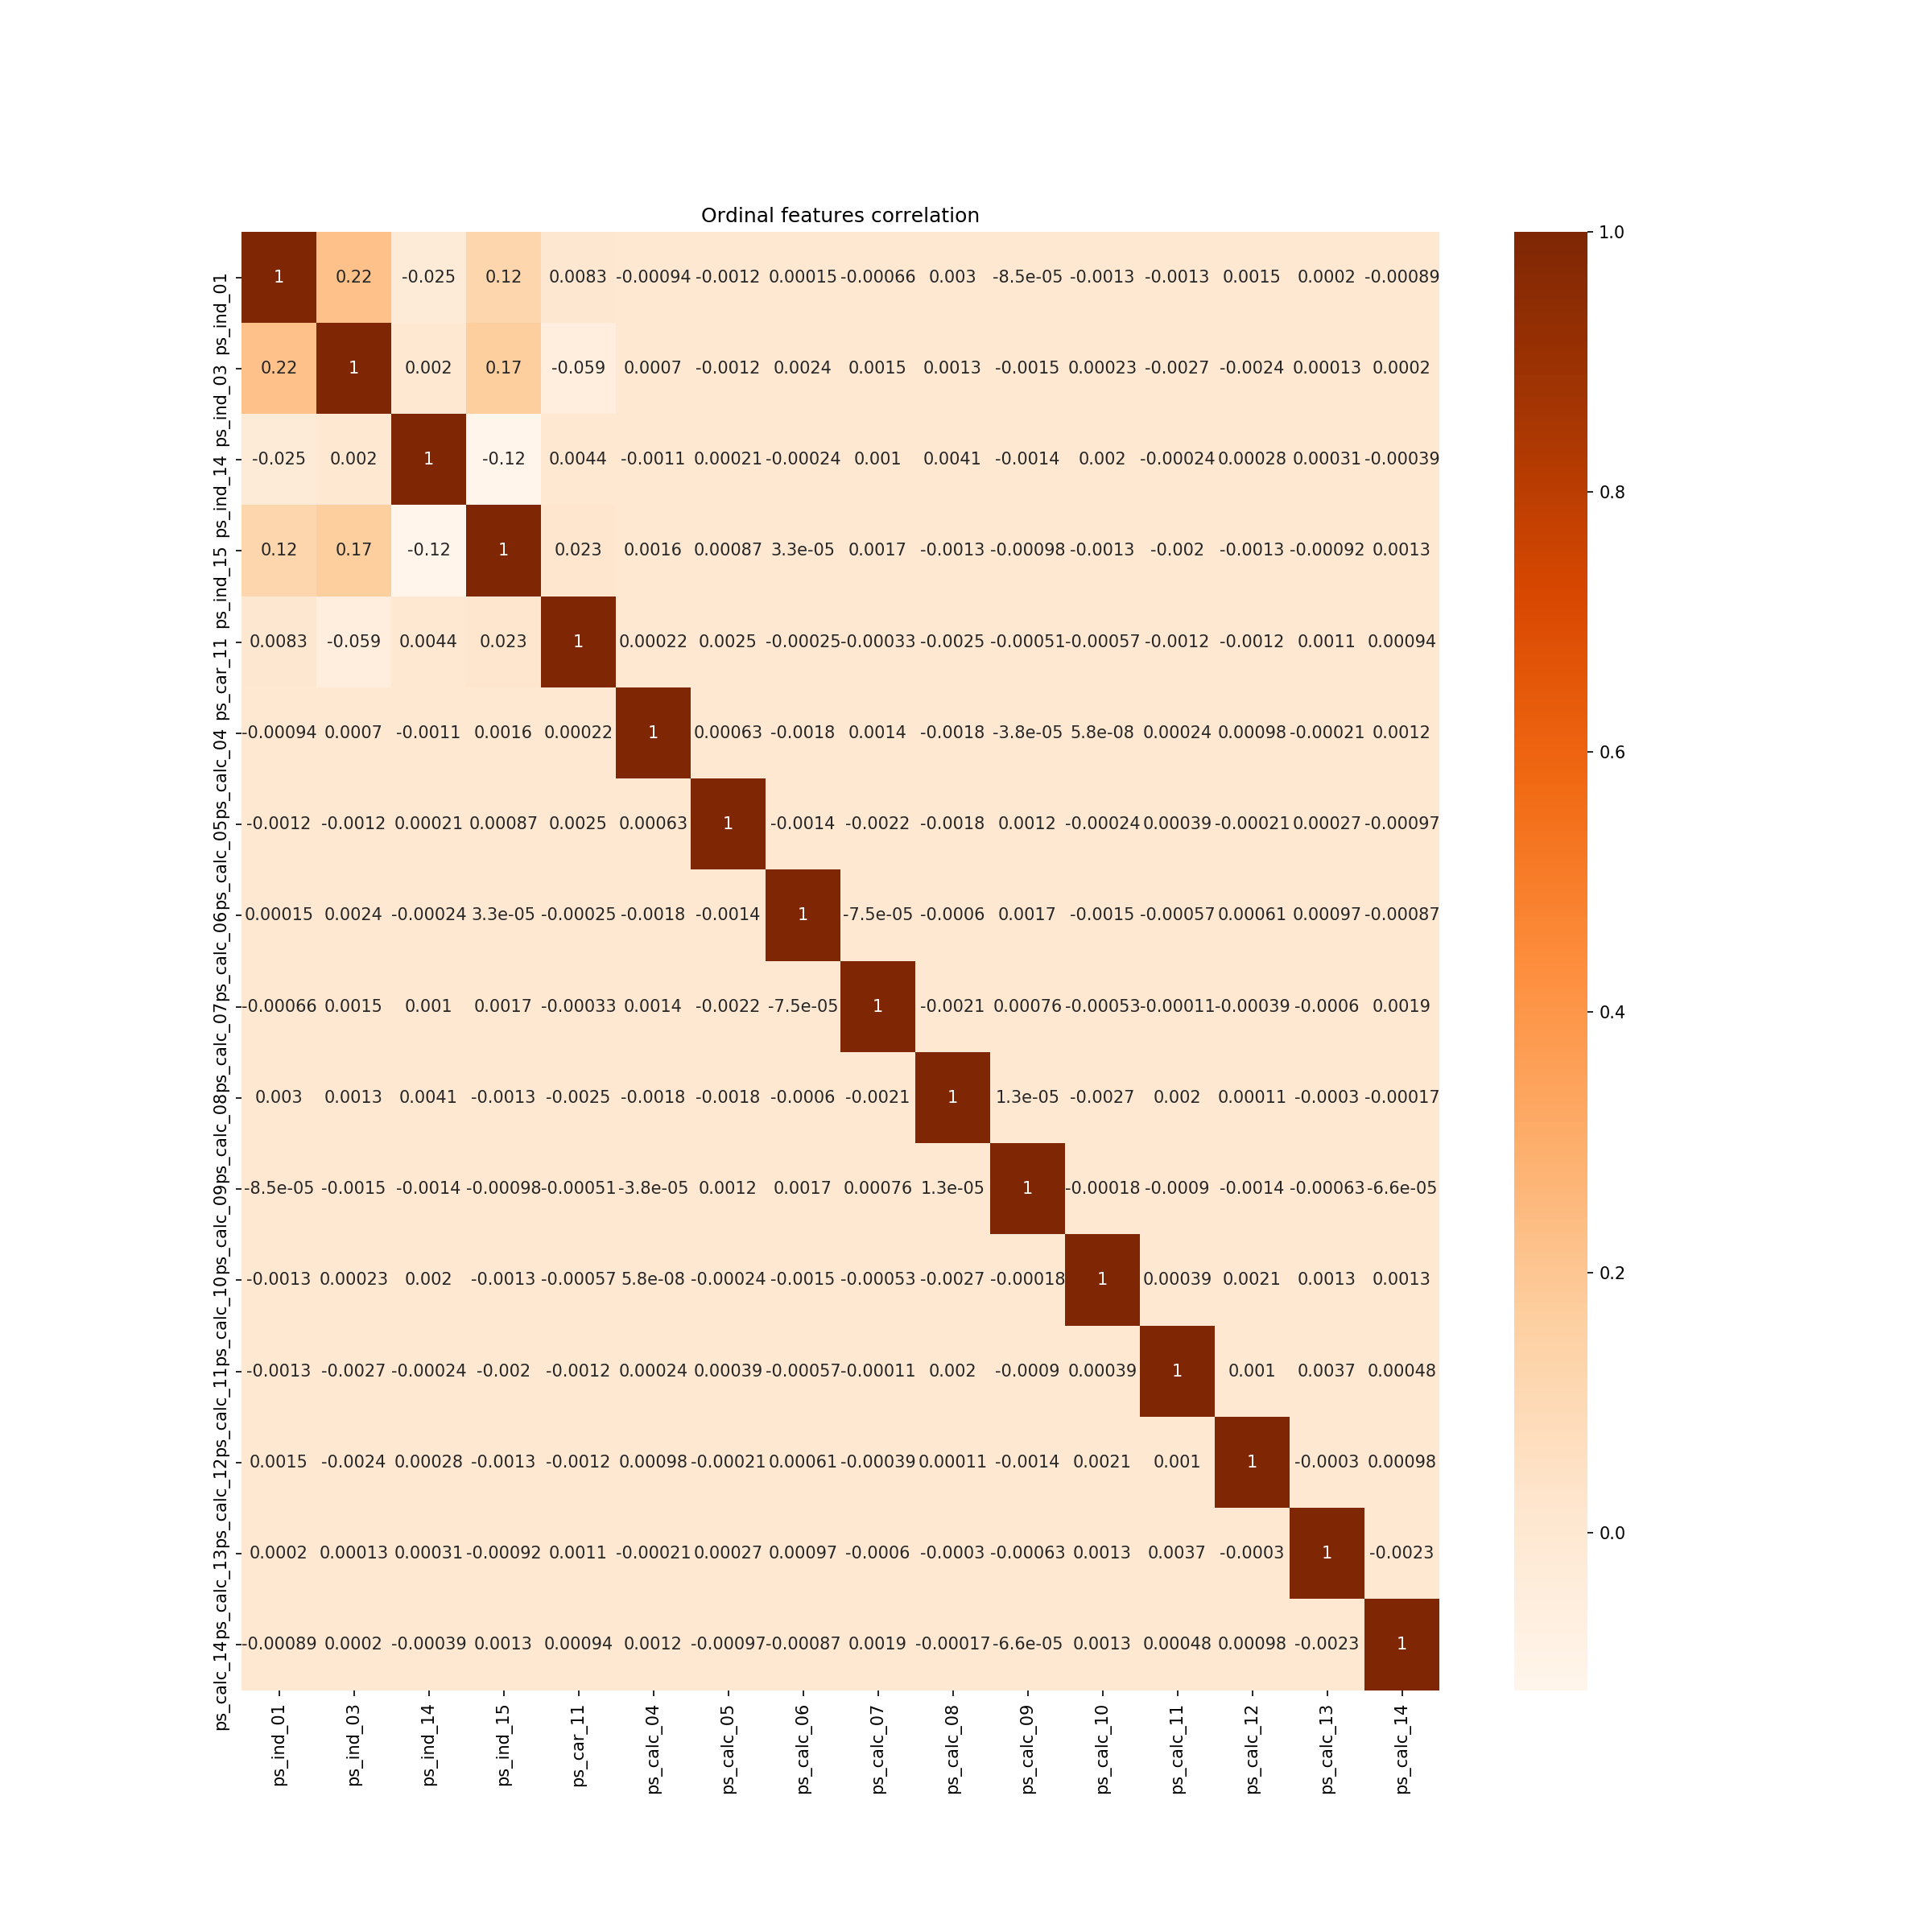 Ordinal features correlation
ps_ind_01 1 0.22 -0.025 0.12 0.0083 -0.00094 -0.0012 0.00015 -0.00066 0.003 -8.5e-05 -0.0013 -0.0013 0.0015 0.0002 -0.00089
ps_ind_03 0.22 1 0.002 0.17 -0.059 0.0007 -0.0012 0.0024 0.0015 0.0013 -0.0015 0.00023 -0.0027 -0.0024 0.00013 0.0002
ps_ind_14 -0.025 0.002 1 -0.12 0.0044 -0.0011 0.00021 -0.00024 0.001 0.0041 -0.0014 0.002 -0.00024 0.00028 0.00031 -0.00039
ps_ind_15 0.12 0.17 -0.12 1 0.023 0.0016 0.00087 3.3e-05 0.0017 -0.0013 -0.00098 -0.0013 -0.002 -0.0013 -0.00092 0.0013
ps_car_11 0.0083 -0.059 0.0044 0.023 1 0.00022 0.0025 -0.00025 -0.00033 -0.0025 -0.00051 -0.00057 -0.0012 -0.0012 0.0011 0.00094
ps_calc_04 -0.00094 0.0007 -0.0011 0.0016 0.00022 1 0.00063 -0.0018 0.0014 -0.0018 -3.8e-05 5.8e-08 0.00024 0.00098 -0.00021 0.0012
ps_calc_05 -0.0012 -0.0012 0.00021 0.00087 0.0025 0.00063 1 -0.0014 -0.0022 -0.0018 0.0012 -0.00024 0.00039 -0.00021 0.00027 -0.00097
ps_calc_06 0.00015 0.0024 -0.00024 3.3e-05 -0.00025 -0.0018 -0.0014 1 -7.5e-05 -0.0006 0.0017 -0.0015 -0.00057 0.00061 0.00097 -0.00087
ps_calc_07 -0.00066 0.0015 0.001 0.0017 -0.00033 0.0014 -0.0022 -7.5e-05 1 -0.0021 0.00076 -0.00053 -0.00011 -0.00039 -0.0006 0.0019
ps_calc_08 0.003 0.0013 0.0041 -0.0013 -0.0025 -0.0018 -0.0018 -0.0006 -0.0021 1 1.3e-05 -0.0027 0.002 0.00011 -0.0003 -0.00017
ps_calc_09 -8.5e-05 -0.0015 -0.0014 -0.00098 -0.00051 -3.8e-05 0.0012 0.0017 0.00076 1.3e-05 1 -0.00018 -0.0009 -0.0014 -0.00063 -6.6e-05
ps_calc_10 -0.0013 0.00023 0.002 -0.0013 -0.00057 5.8e-08 -0.00024 -0.0015 -0.00053 -0.0027 -0.00018 1 0.00039 0.0021 0.0013 0.0013
ps_calc_11 -0.0013 -0.0027 -0.00024 -0.002 -0.0012 0.00024 0.00039 -0.00057 -0.00011 0.002 -0.0009 0.00039 1 0.001 0.0037 0.00048
ps_calc_12 0.0015 -0.0024 0.00028 -0.0013 -0.0012 0.00098 -0.00021 0.00061 -0.00039 0.00011 -0.0014 0.0021 0.001 1 -0.0003 0.00098
ps_calc_13 0.0002 0.00013 0.00031 -0.00092 0.0011 -0.00021 0.00027 0.00097 -0.0006 -0.0003 -0.00063 0.0013 0.0037 -0.0003 1 -0.0023
ps_calc_14 -0.00089 0.0002 -0.00039 0.0013 0.00094 0.0012 -0.00097 -0.00087 0.0019 -0.00017 -6.6e-05 0.0013 0.00048 0.00098 -0.0023 1
ps_ind_01 ps_ind_03 ps_ind_14 ps_ind_15 ps_car_11 ps_calc_04 ps_calc_05 ps_calc_06 ps_calc_07 ps_calc_08 ps_calc_09 ps_calc_10 ps_calc_11 ps_calc_12 ps_calc_13 ps_calc_14
1.0
0.8
0.6
0.4
0.2
0.0